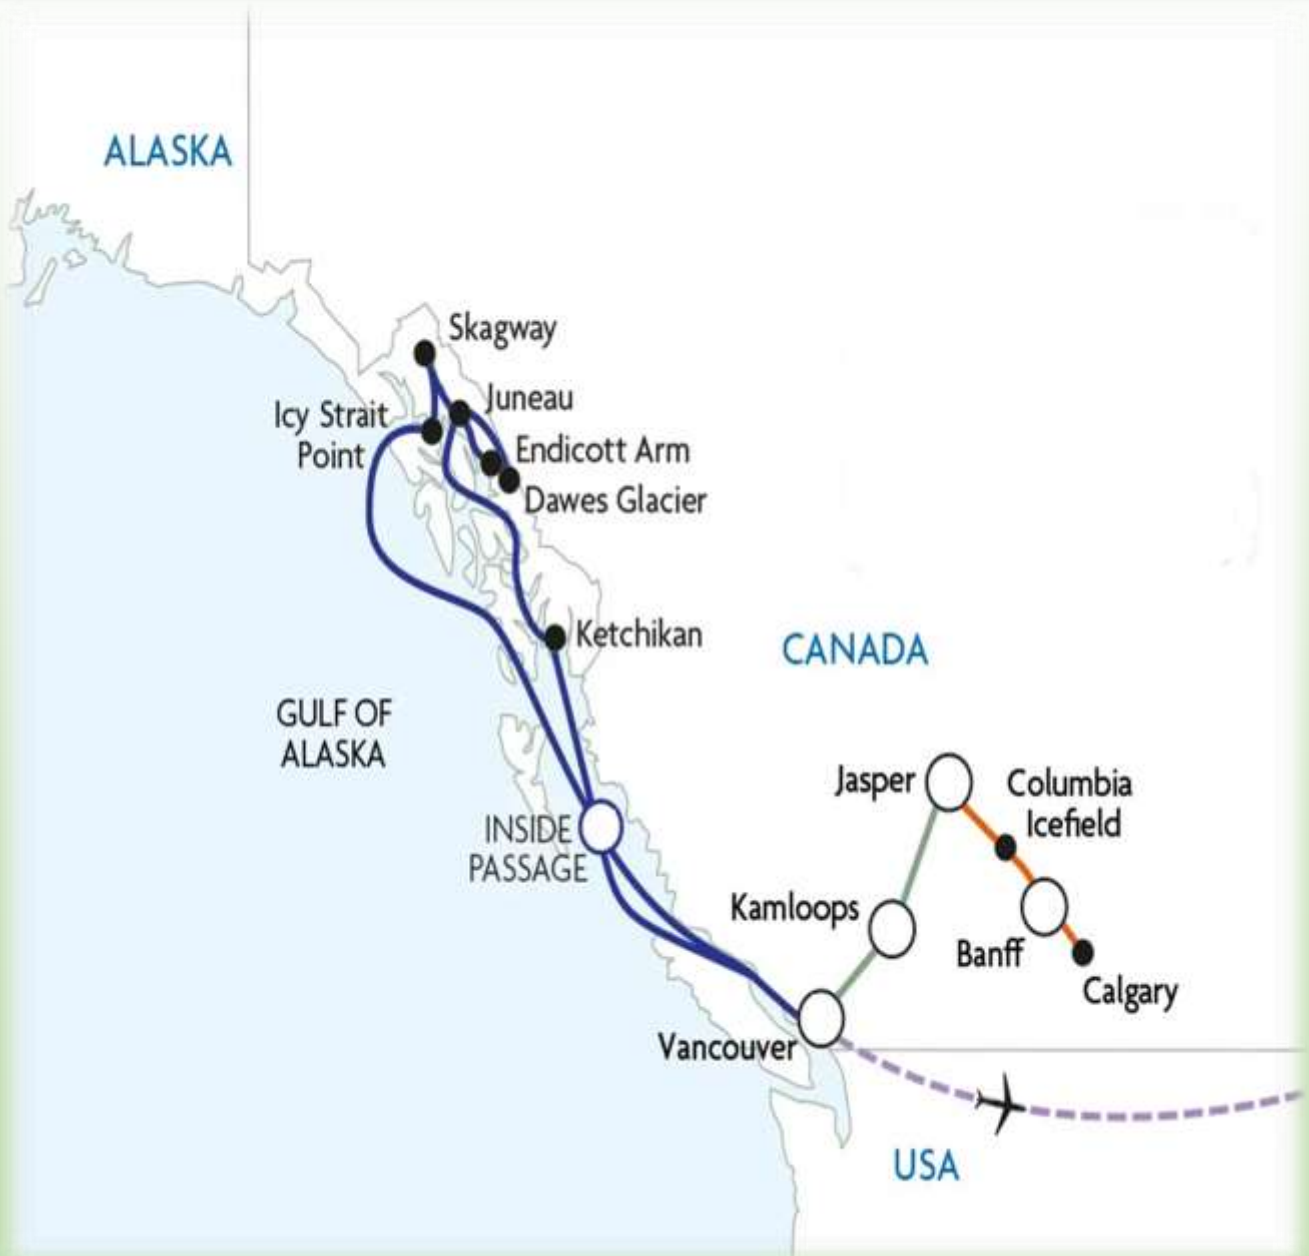 ALASKA
Skagway
Juneau
Icy Strait
Point
Endicott Arm
Dawes Glacier
Ketchikan
CANADA
GULF OF
ALASKA
Jasper
Columbia
Icefield
INSIDE
PASSAGE
Kamloops
Banff
Calgary
Vancouver
USA